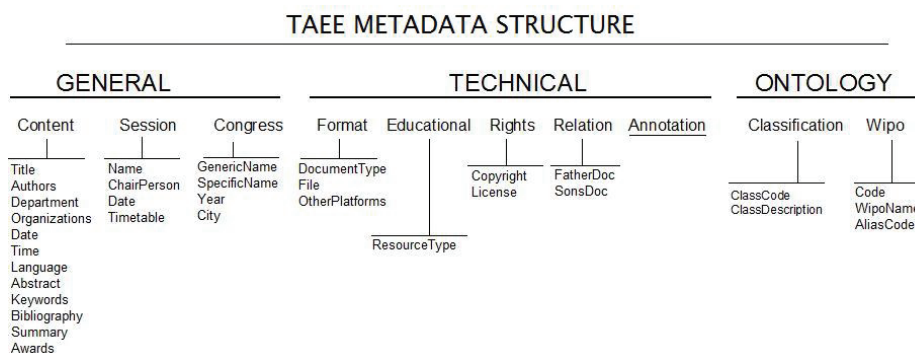 TAEE METADATA STRUCTURE
GENERAL
TECHNICAL
ONTOLOGY
Content
Session
Congress
Format
Educational
Rights
Relation
Annotation
Classification
Wipo
Title
Authors
Department
Organizations
Date
Time
Language
Abstract
Keywords
Bibliography
Summary
Awards
Name
ChairPerson
Date
Timetable
GenericName
SpecificName
Year
City
DocumentType
File
OtherPlatforms
ResourceType
Copyright
License
FatherDoc
SonsDoc
ClassCode
ClassDescription
Code
WipoName
AliasCode